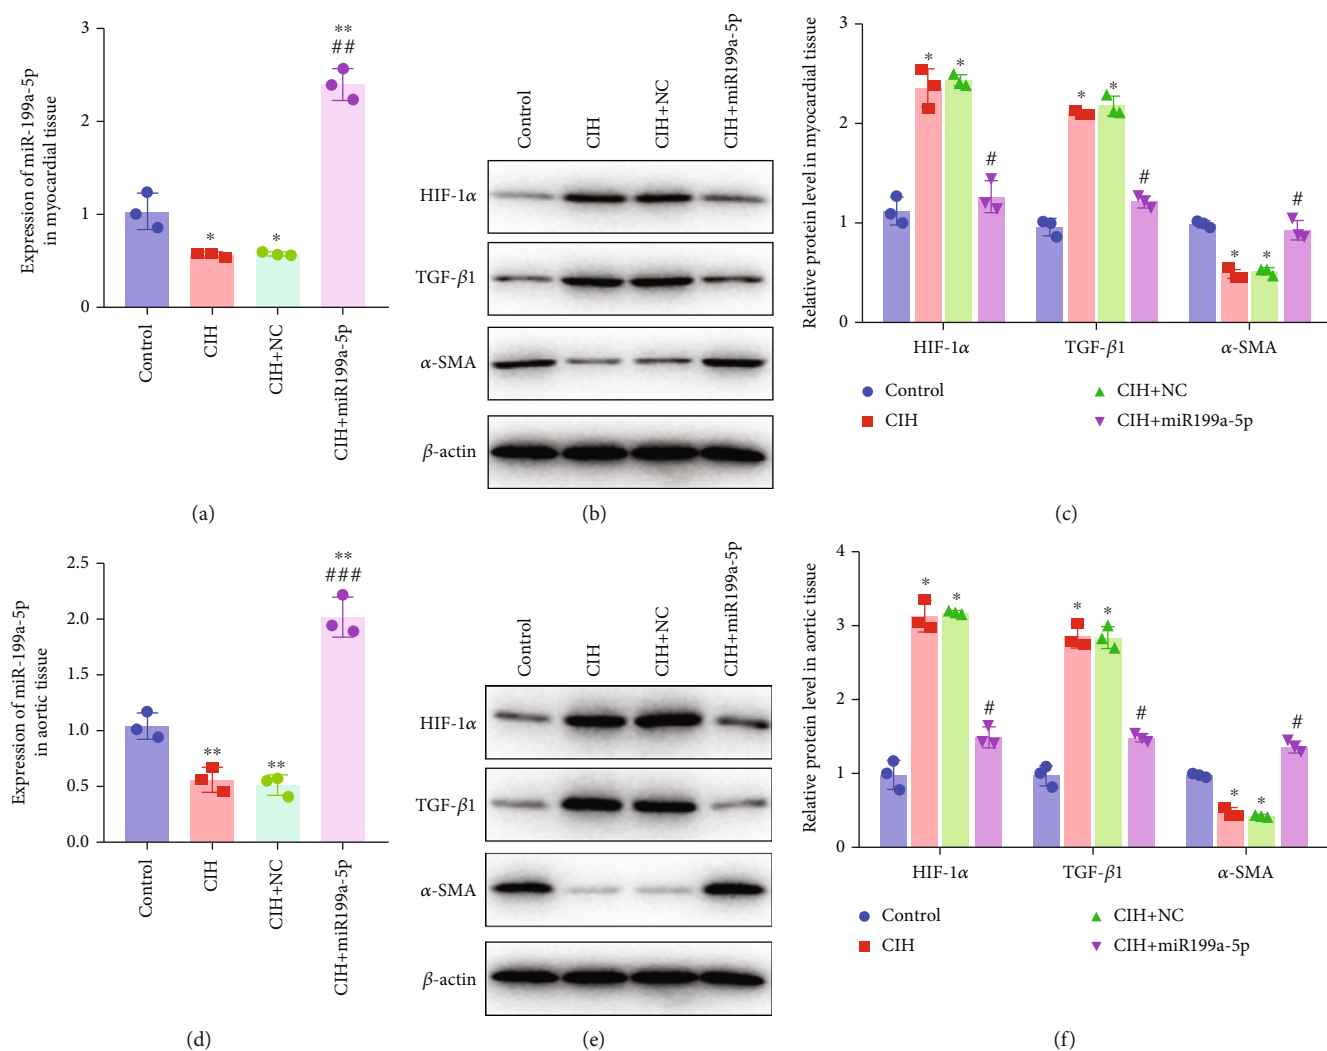 Expression of miR-199a-5p
in myocardial tissue
3
2
1
0
*
*
**
##
Control
CIH
CIH+NC
CIH+miR199a-5p
(a)
Control
CIH
CIH+NC
CIH+miR199a-5p
HIF-1α
TGF-β1
α-SMA
β-actin
(b)
Relative protein level in myocardial tissue
3
2
1
0
* *
#
* *
#
* *
#
HIF-1α TGF-β1 α-SMA
Control
CIH
CIH+NC
CIH+miR199a-5p
(c)
Expression of miR-199a-5p
in aortic tissue
2.5
2.0
1.5
1.0
0.5
0.0
**
**
**
###
Control
CIH
CIH+NC
CIH+miR199a-5p
(d)
Control
CIH
CIH+NC
CIH+miR199a-5p
HIF-1α
TGF-β1
α-SMA
β-actin
(e)
Relative protein level in aortic tissue
4
3
2
1
0
* *
#
* *
#
* *
#
HIF-1α TGF-β1 α-SMA
Control
CIH
CIH+NC
CIH+miR199a-5p
(f)